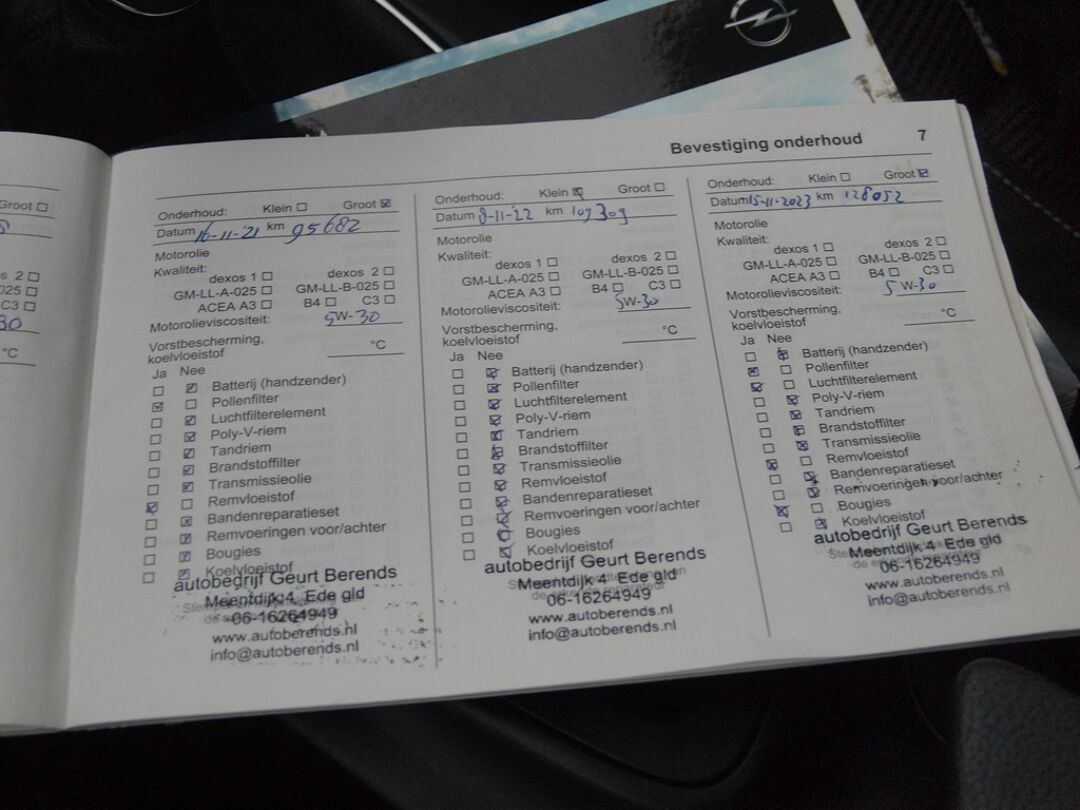 Bevestiging onderhoud 7
Groot ☐
s 2 ☐
025 ☐
C3 ☐
30
°C
Onderhoud: Klein ☐ Groot ☒
Datum 16-11-'21 km 95682
Motorolie
Kwaliteit:
dexos 1 ☐ dexos 2 ☐
GM-LL-A-025 ☐ GM-LL-B-025 ☐
ACEA A3 ☐ B4 ☐ C3 ☐
Motorolieviscositeit: 5W-30
Vorstbescherming,
koelvloeistof °C
Ja Nee
☐ ☒ Batterij (handzender)
☒ ☐ Pollenfilter
☐ ☒ Luchtfilterelement
☐ ☒ Poly-V-riem
☐ ☒ Tandriem
☐ ☒ Brandstoffilter
☐ ☒ Transmissieolie
☒ ☐ Remvloeistof
☐ ☒ Bandenreparatieset
☐ ☒ Remvoeringen voor/achter
☐ ☒ Bougies
☐ ☒ Koelvloeistof
autobedrijf Geurt Berends
Meentdijk 4 Ede gld
06-16264949
www.autoberends.nl
info@autoberends.nl
Onderhoud: Klein ☒ Groot ☐
Datum 8-11-'22 km 109309
Motorolie
Kwaliteit:
dexos 1 ☐ dexos 2 ☐
GM-LL-A-025 ☐ GM-LL-B-025 ☐
ACEA A3 ☐ B4 ☐ C3 ☐
Motorolieviscositeit: 5W-30
Vorstbescherming,
koelvloeistof °C
Ja Nee
☐ ☒ Batterij (handzender)
☐ ☒ Pollenfilter
☐ ☒ Luchtfilterelement
☐ ☒ Poly-V-riem
☐ ☒ Tandriem
☐ ☒ Brandstoffilter
☐ ☒ Transmissieolie
☐ ☒ Remvloeistof
☐ ☒ Bandenreparatieset
☐ ☒ Remvoeringen voor/achter
☐ ☒ Bougies
☐ ☒ Koelvloeistof
autobedrijf Geurt Berends
Meentdijk 4 Ede gld
06-16264949
www.autoberends.nl
info@autoberends.nl
Onderhoud: Klein ☐ Groot ☒
Datum 15-11-2023 km 128052
Motorolie
Kwaliteit:
dexos 1 ☐ dexos 2 ☐
GM-LL-A-025 ☐ GM-LL-B-025 ☐
ACEA A3 ☐ B4 ☐ C3 ☐
Motorolieviscositeit: 5W-30
Vorstbescherming,
koelvloeistof °C
Ja Nee
☐ ☒ Batterij (handzender)
☒ ☐ Pollenfilter
☒ ☐ Luchtfilterelement
☐ ☒ Poly-V-riem
☐ ☒ Tandriem
☐ ☒ Brandstoffilter
☐ ☒ Transmissieolie
☒ ☐ Remvloeistof
☐ ☒ Bandenreparatieset
☐ ☒ Remvoeringen voor/achter
☒ ☐ Bougies
☐ ☒ Koelvloeistof
autobedrijf Geurt Berends
Meentdijk 4 Ede gld
06-16264949
www.autoberends.nl
info@autoberends.nl